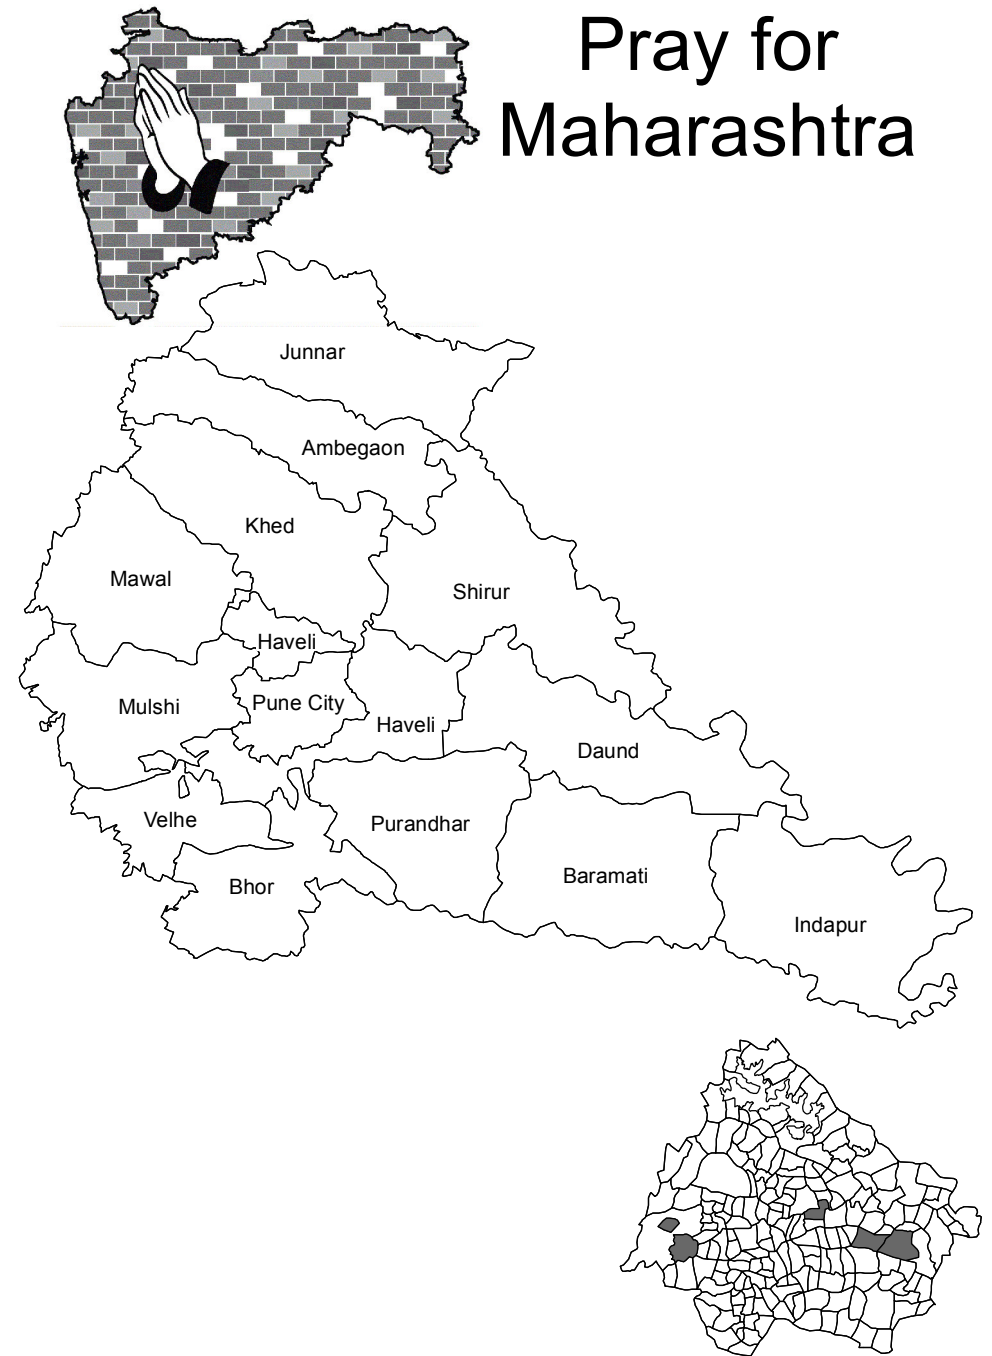 Pray for
Maharashtra
Junnar
Ambegaon
Khed
Mawal
Shirur
Haveli
Mulshi
Pune City
Haveli
Daund
Velhe
Purandhar
Bhor
Baramati
Indapur